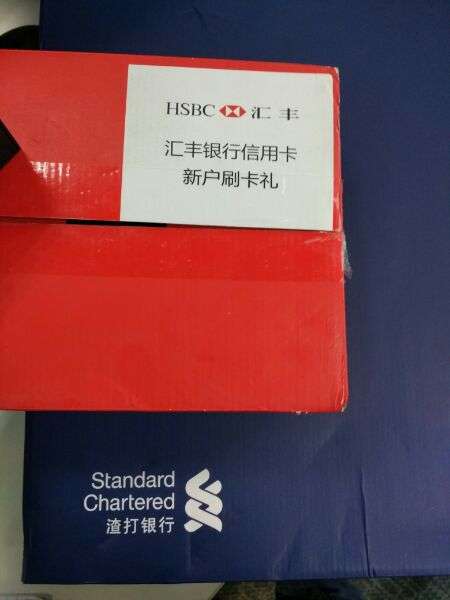 HSBC 汇丰
汇丰银行信用卡
新户刷卡礼
Standard
Chartered
渣打银行